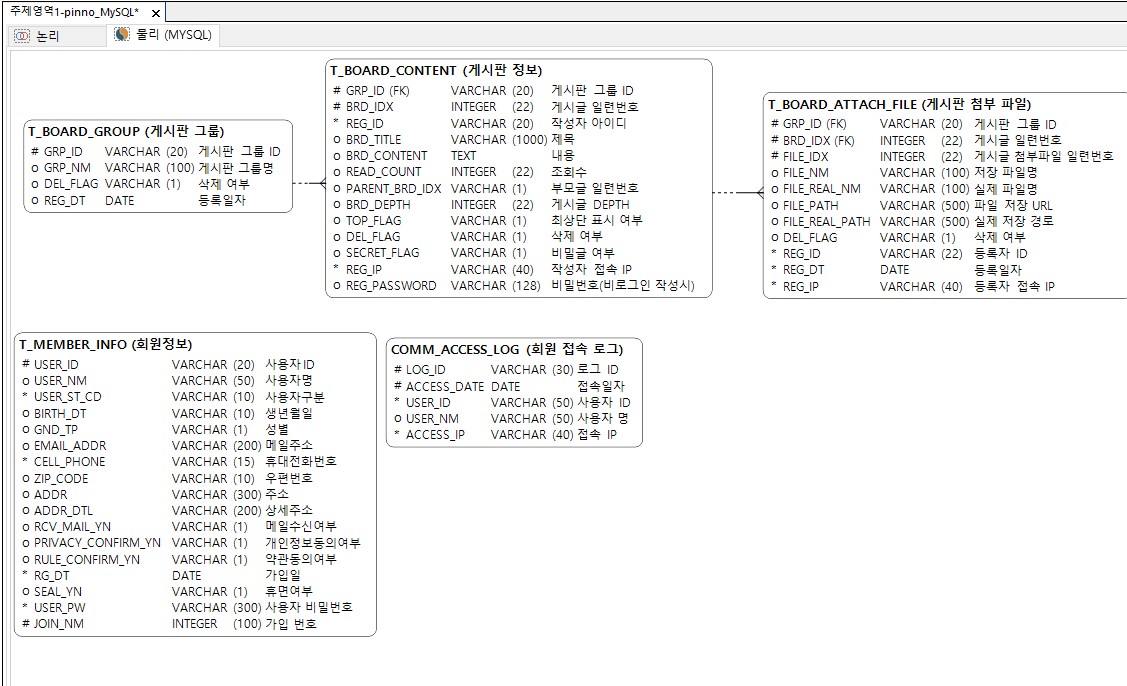 주제영역1-pinno_MySQL* ×
논리
물리 (MYSQL)
T_BOARD_GROUP (게시판 그룹)
# GRP_ID VARCHAR (20) 게시판 그룹 ID
o GRP_NM VARCHAR (100) 게시판 그룹명
o DEL_FLAG VARCHAR (1) 삭제 여부
o REG_DT DATE 등록일자
T_BOARD_CONTENT (게시판 정보)
# GRP_ID (FK) VARCHAR (20) 게시판 그룹 ID
# BRD_IDX INTEGER (22) 게시글 일련번호
* REG_ID VARCHAR (20) 작성자 아이디
o BRD_TITLE VARCHAR (1000) 제목
o BRD_CONTENT TEXT 내용
o READ_COUNT INTEGER (22) 조회수
o PARENT_BRD_IDX VARCHAR (1) 부모글 일련번호
o BRD_DEPTH INTEGER (22) 게시글 DEPTH
o TOP_FLAG VARCHAR (1) 최상단 표시 여부
o DEL_FLAG VARCHAR (1) 삭제 여부
o SECRET_FLAG VARCHAR (1) 비밀글 여부
* REG_IP VARCHAR (40) 작성자 접속 IP
o REG_PASSWORD VARCHAR (128) 비밀번호(비로그인 작성시)
T_BOARD_ATTACH_FILE (게시판 첨부 파일)
# GRP_ID (FK) VARCHAR (20) 게시판 그룹 ID
# BRD_IDX (FK) INTEGER (22) 게시글 일련번호
# FILE_IDX INTEGER (22) 게시글 첨부파일 일련번호
o FILE_NM VARCHAR (100) 저장 파일명
o FILE_REAL_NM VARCHAR (100) 실제 파일명
o FILE_PATH VARCHAR (500) 파일 저장 URL
o FILE_REAL_PATH VARCHAR (500) 실제 저장 경로
o DEL_FLAG VARCHAR (1) 삭제 여부
* REG_ID VARCHAR (22) 등록자 ID
* REG_DT DATE 등록일자
* REG_IP VARCHAR (40) 등록자 접속 IP
T_MEMBER_INFO (회원정보)
# USER_ID VARCHAR (20) 사용자ID
o USER_NM VARCHAR (50) 사용자명
* USER_ST_CD VARCHAR (10) 사용자구분
o BIRTH_DT VARCHAR (10) 생년월일
o GND_TP VARCHAR (1) 성별
o EMAIL_ADDR VARCHAR (200) 메일주소
* CELL_PHONE VARCHAR (15) 휴대전화번호
o ZIP_CODE VARCHAR (10) 우편번호
o ADDR VARCHAR (300) 주소
o ADDR_DTL VARCHAR (200) 상세주소
o RCV_MAIL_YN VARCHAR (1) 메일수신여부
o PRIVACY_CONFIRM_YN VARCHAR (1) 개인정보동의여부
o RULE_CONFIRM_YN VARCHAR (1) 약관동의여부
* RG_DT DATE 가입일
o SEAL_YN VARCHAR (1) 휴면여부
* USER_PW VARCHAR (300) 사용자 비밀번호
# JOIN_NM INTEGER (100) 가입 번호
COMM_ACCESS_LOG (회원 접속 로그)
# LOG_ID VARCHAR (30) 로그 ID
# ACCESS_DATE DATE 접속일자
* USER_ID VARCHAR (50) 사용자 ID
o USER_NM VARCHAR (50) 사용자 명
* ACCESS_IP VARCHAR (40) 접속 IP